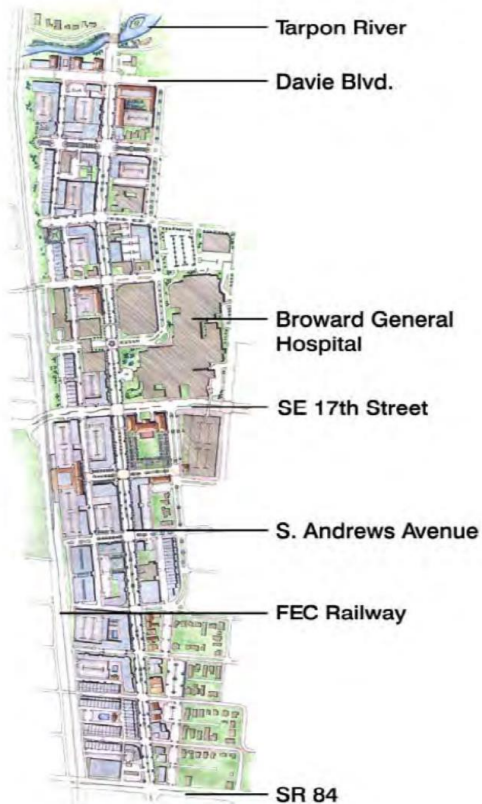 Tarpon River
Davie Blvd.
Broward General
Hospital
SE 17th Street
S. Andrews Avenue
FEC Railway
SR 84